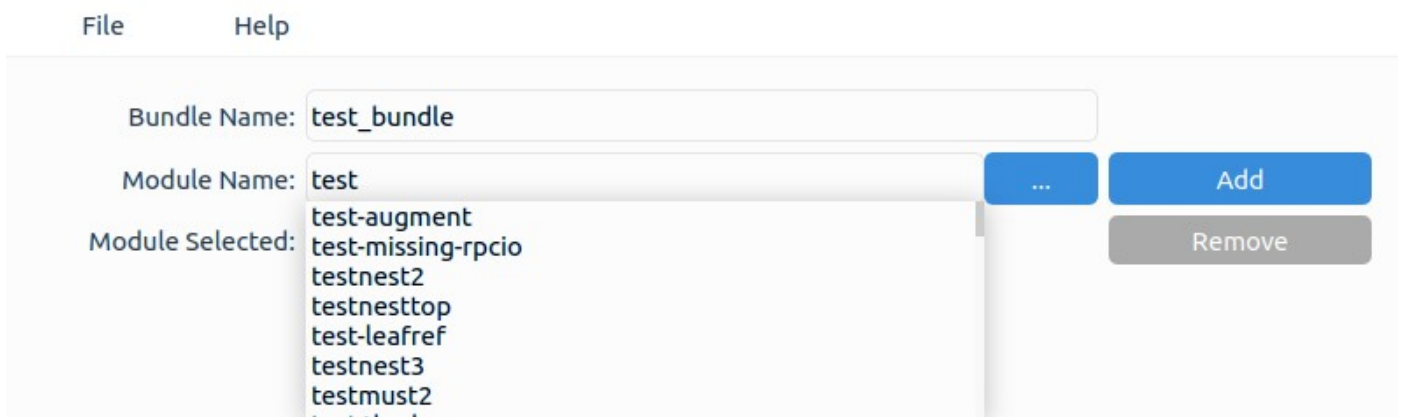 File Help
Bundle Name: test_bundle
Module Name: test ... Add
test-augment
Module Selected: test-missing-rpcio Remove
testnest2
testnesttop
test-leafref
testnest3
testmust2